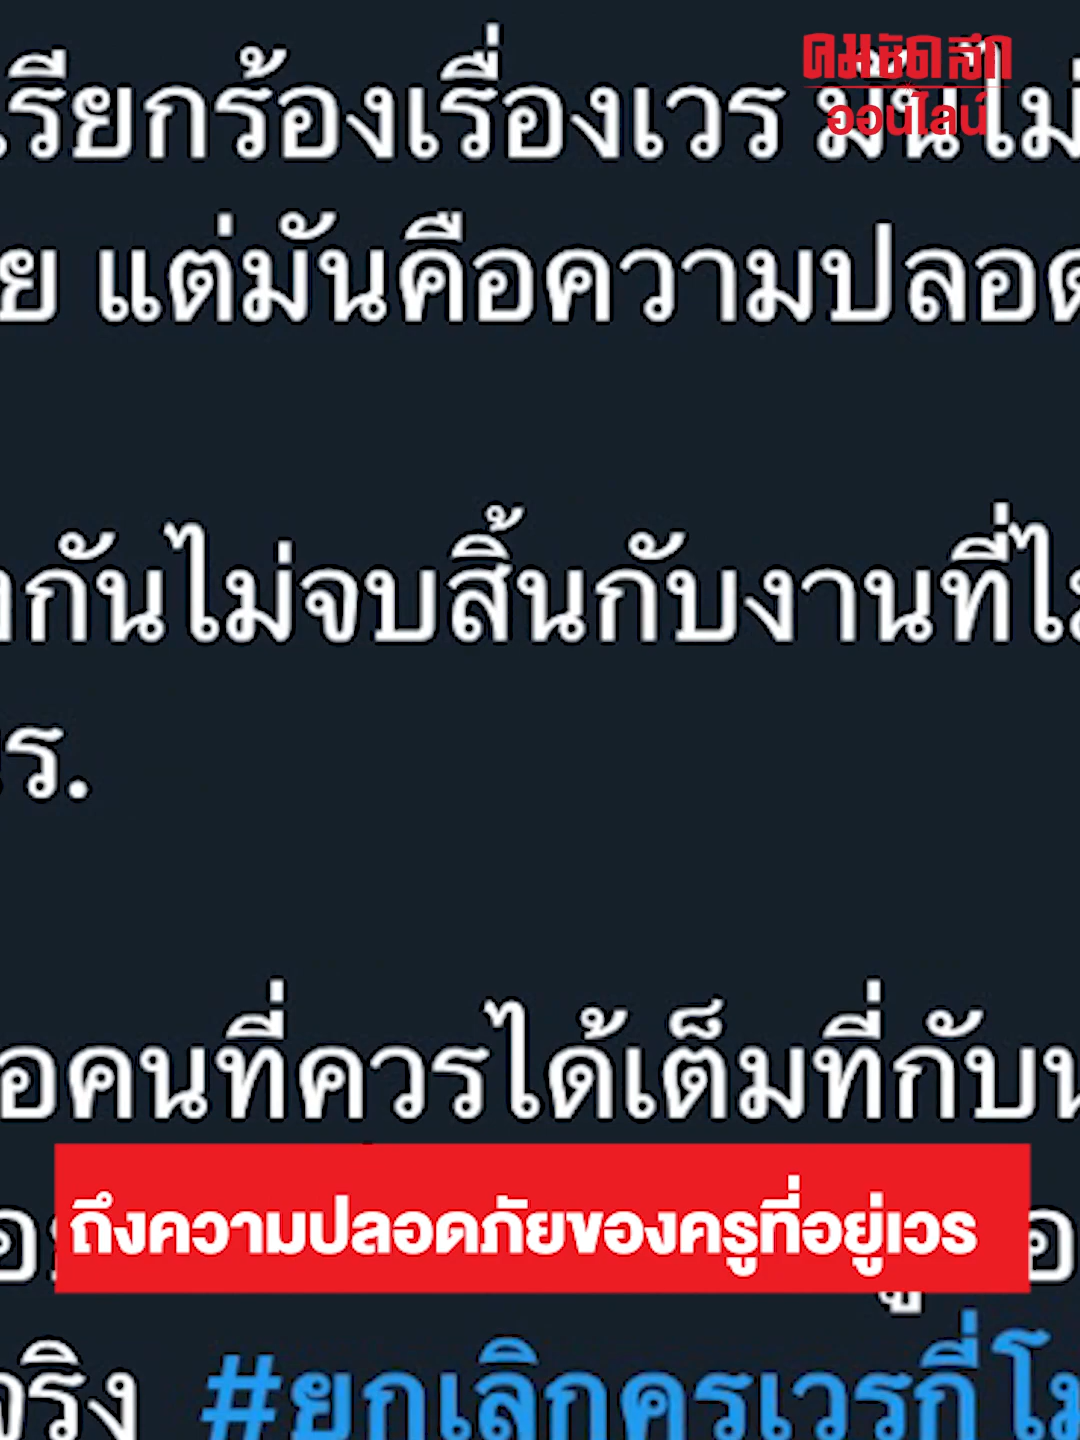 คมชัดลึก
ออนไลน์
เรียกร้องเรื่องเวร มันไม่
ย แต่มันคือความปลอด
กันไม่จบสิ้นกับงานที่ไม
ร.
อคนที่ควรได้เต็มที่กับ
ถึงความปลอดภัยของครูที่อยู่เวร
จริง #ยกเลิกครูเวรกี่โม